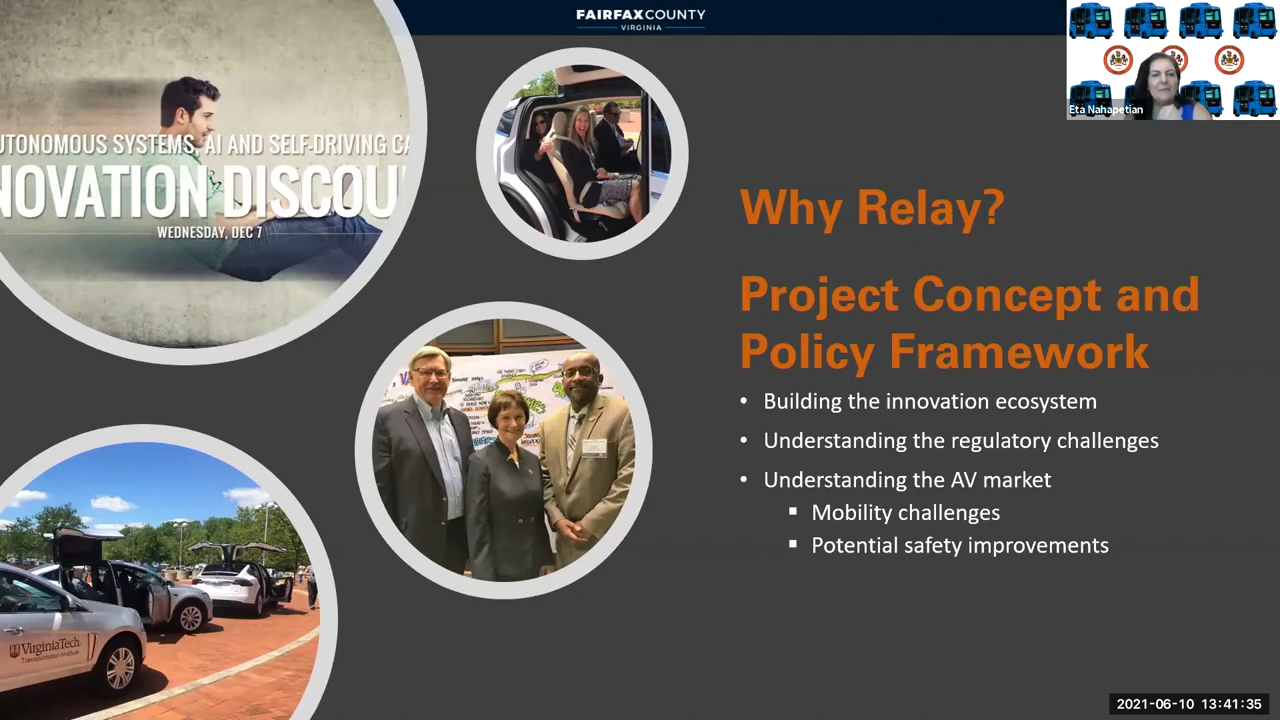 FAIRFAXCOUNTY
VIRGINIA
Eta Nahapetian
UTONOMOUS SYSTEMS, AI AND SELF-DRIVING CA
NOVATION DISCOU
WEDNESDAY, DEC 7
Why Relay?
Project Concept and
Policy Framework
• Building the innovation ecosystem
• Understanding the regulatory challenges
• Understanding the AV market
▪ Mobility challenges
▪ Potential safety improvements
VirginiaTech
Transportation Institute
2021-06-10 13:41:35